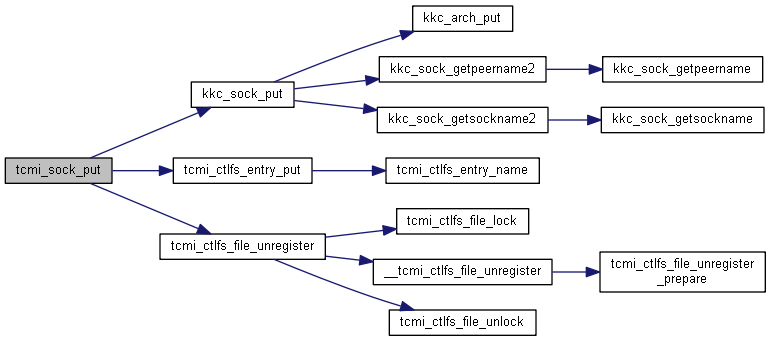 kkc_arch_put
kkc_sock_getpeername2
kkc_sock_getpeername
kkc_sock_put
kkc_sock_getsockname2
kkc_sock_getsockname
tcmi_sock_put
tcmi_ctlfs_entry_put
tcmi_ctlfs_entry_name
tcmi_ctlfs_file_lock
tcmi_ctlfs_file_unregister
__tcmi_ctlfs_file_unregister
tcmi_ctlfs_file_unregister
_prepare
tcmi_ctlfs_file_unlock